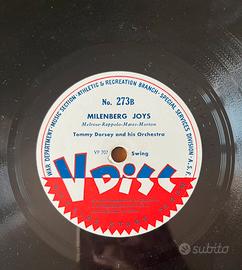 WAR DEPARTMENT·MUSIC SECTION·ATHLETIC & RECREATION BRANCH·SPECIAL SERVICES DIVISION·A.S.F.
No. 273B
MILENBERG JOYS
Melrose-Rappolo-Mares-Morton
Tommy Dorsey and his Orchestra
VP 707 Swing
V Disc
subito